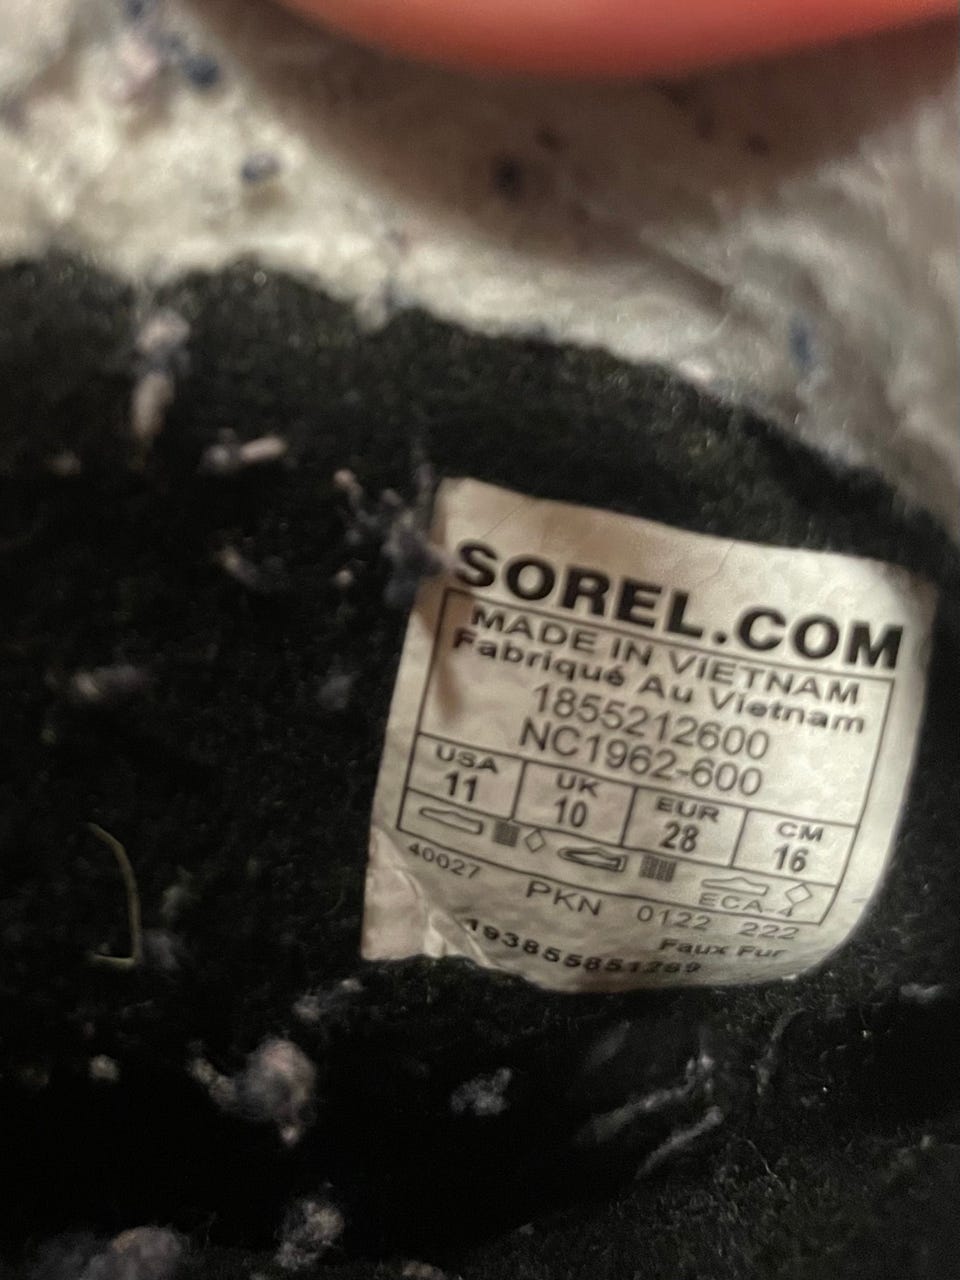 SOREL.COM
MADE IN VIETNAM
Fabriqué Au Vietnam
1855212600
NC1962-600
USA UK EUR CM
11 10 28 16
ECA-4
40027 PKN 0122 222
Faux Fur
193855851269